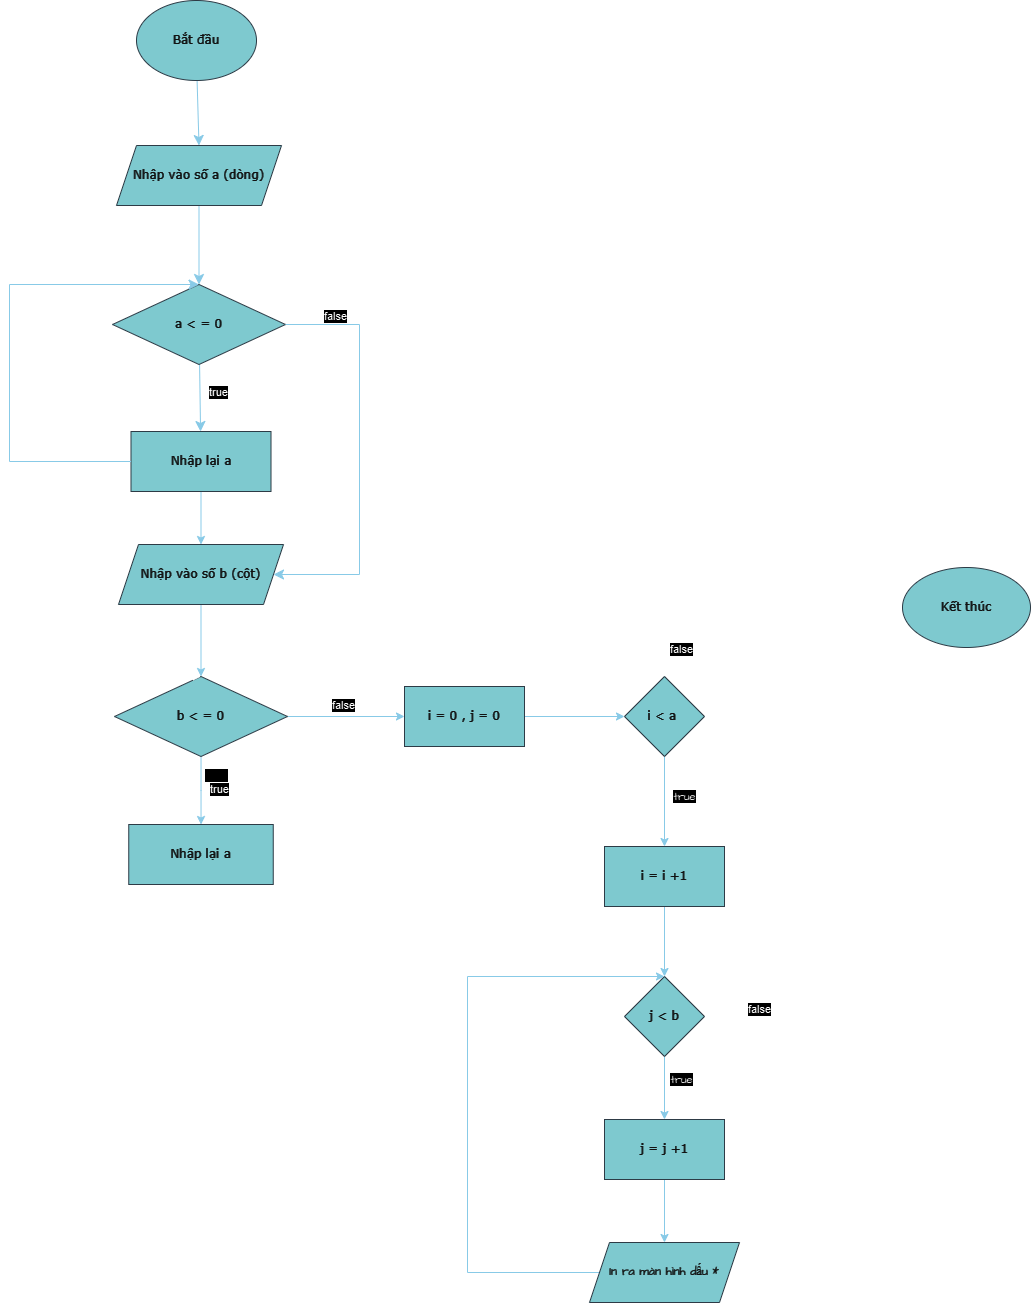 Bắt đầu
Nhập vào số a (dòng)
a < = 0
false
true
Nhập lại a
Nhập vào số b (cột)
Kết thúc
false
b < = 0
false
i = 0 , j = 0
i < a
true
true
Nhập lại a
i = i +1
j < b
false
true
j = j +1
In ra màn hình dấu *